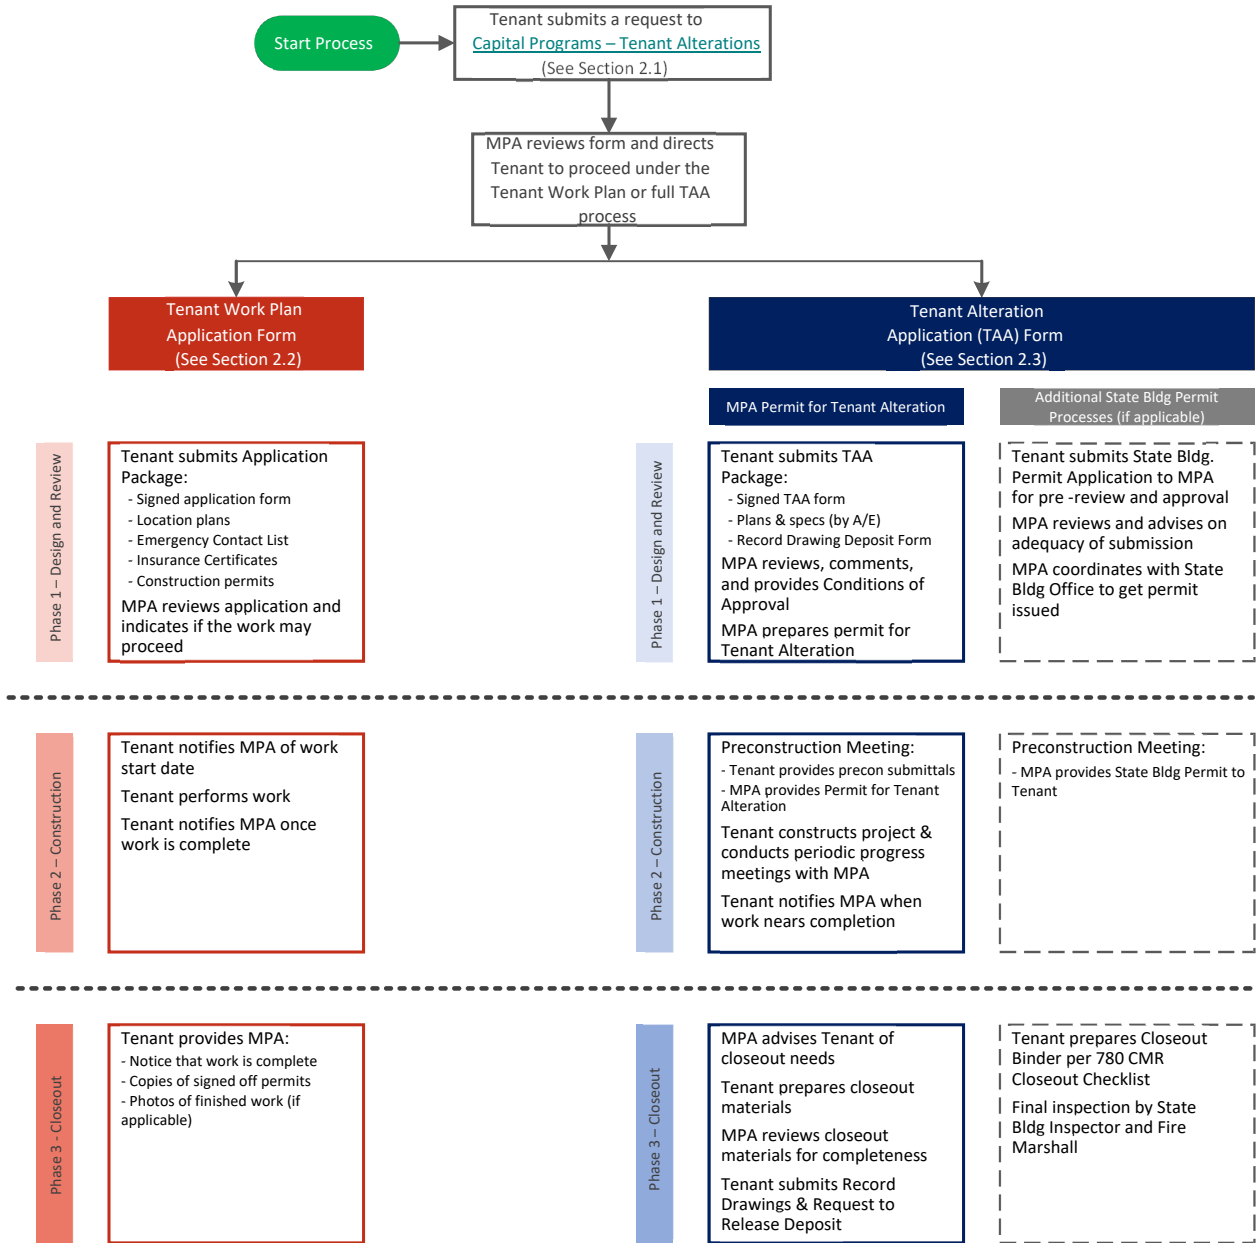 Start Process
Tenant submits a request to
Capital Programs – Tenant Alterations
(See Section 2.1)
MPA reviews form and directs
Tenant to proceed under the
Tenant Work Plan or full TAA
process
Tenant Work Plan
Application Form
(See Section 2.2)
Tenant Alteration
Application (TAA) Form
(See Section 2.3)
MPA Permit for Tenant Alteration
Additional State Bldg Permit
Processes (if applicable)
Phase 1 – Design and Review
Tenant submits Application
Package:
- Signed application form
- Location plans
- Emergency Contact List
- Insurance Certificates
- Construction permits
MPA reviews application and
indicates if the work may
proceed
Phase 1 – Design and Review
Tenant submits TAA
Package:
- Signed TAA form
- Plans & specs (by A/E)
- Record Drawing Deposit Form
MPA reviews, comments,
and provides Conditions of
Approval
MPA prepares permit for
Tenant Alteration
Tenant submits State Bldg.
Permit Application to MPA
for pre -review and approval
MPA reviews and advises on
adequacy of submission
MPA coordinates with State
Bldg Office to get permit
issued
Phase 2 – Construction
Tenant notifies MPA of work
start date
Tenant performs work
Tenant notifies MPA once
work is complete
Phase 2 – Construction
Preconstruction Meeting:
- Tenant provides precon submittals
- MPA provides Permit for Tenant
Alteration
Tenant constructs project &
conducts periodic progress
meetings with MPA
Tenant notifies MPA when
work nears completion
Preconstruction Meeting:
- MPA provides State Bldg Permit to
Tenant
Phase 3 - Closeout
Tenant provides MPA:
- Notice that work is complete
- Copies of signed off permits
- Photos of finished work (if
applicable)
Phase 3 – Closeout
MPA advises Tenant of
closeout needs
Tenant prepares closeout
materials
MPA reviews closeout
materials for completeness
Tenant submits Record
Drawings & Request to
Release Deposit
Tenant prepares Closeout
Binder per 780 CMR
Closeout Checklist
Final inspection by State
Bldg Inspector and Fire
Marshall